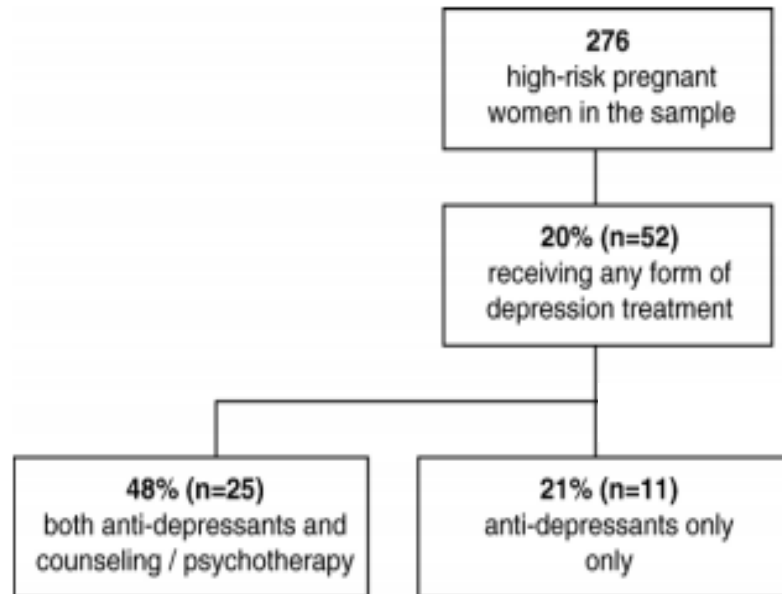 276
high-risk pregnant
women in the sample
20% (n=52)
receiving any form of
depression treatment
48% (n=25)
both anti-depressants and
counseling / psychotherapy
21% (n=11)
anti-depressants only
only